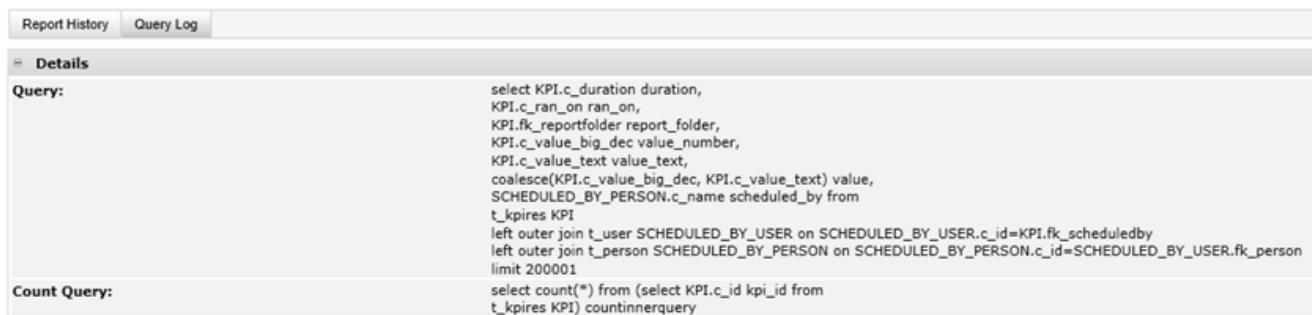 Report History Query Log
Details
Query: select KPI.c_duration duration,
KPI.c_ran_on ran_on,
KPI.fk_reportfolder report_folder,
KPI.c_value_big_dec value_number,
KPI.c_value_text value_text,
coalesce(KPI.c_value_big_dec, KPI.c_value_text) value,
SCHEDULED_BY_PERSON.c_name scheduled_by from
t_kpires KPI
left outer join t_user SCHEDULED_BY_USER on SCHEDULED_BY_USER.c_id=KPI.fk_scheduledby
left outer join t_person SCHEDULED_BY_PERSON on SCHEDULED_BY_PERSON.c_id=SCHEDULED_BY_USER.fk_person
limit 200001
Count Query: select count(*) from (select KPI.c_id kpi_id from
t_kpires KPI) countinnerquery